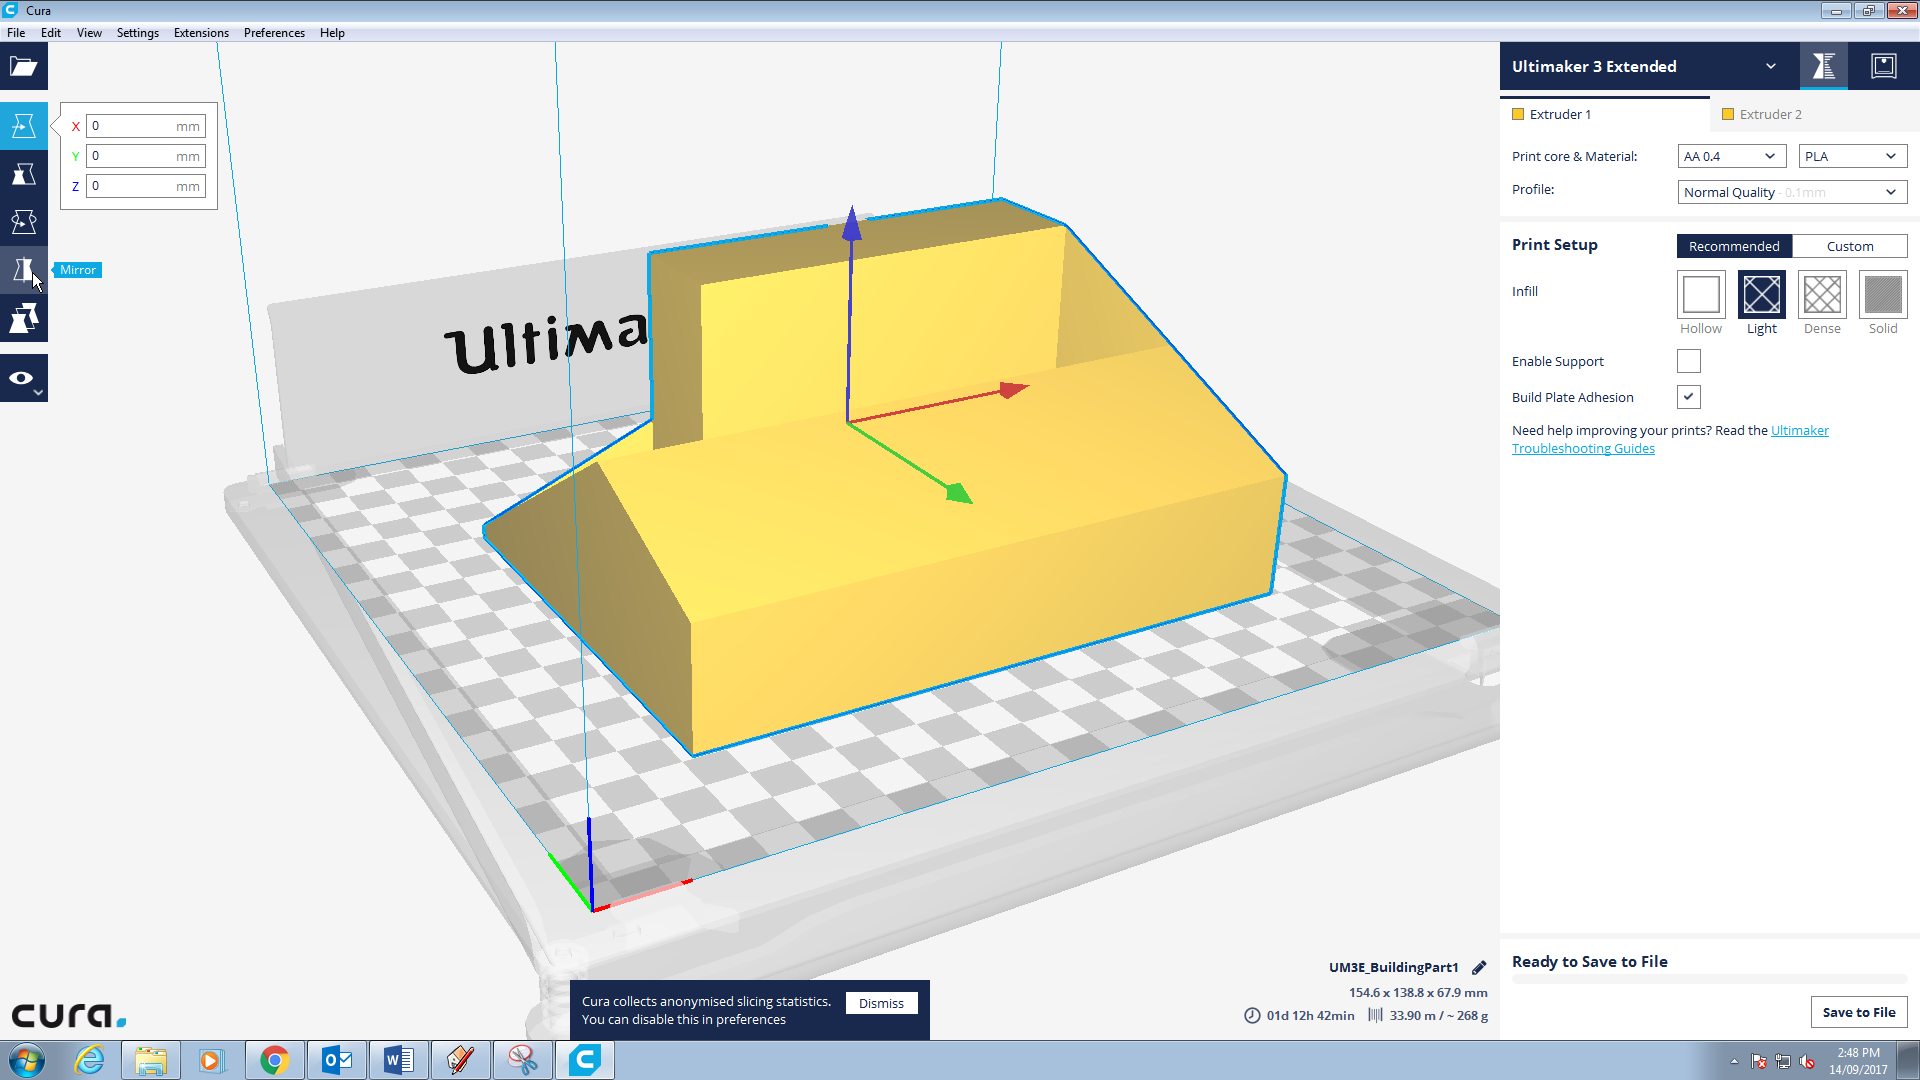 Cura
File Edit View Settings Extensions Preferences Help
X 0 mm
Y 0 mm
Z 0 mm
Mirror
Ultima
Ultimaker 3 Extended
Extruder 1 Extruder 2
Print core & Material: AA 0.4 PLA
Profile: Normal Quality - 0.1mm
Print Setup Recommended Custom
Infill
Hollow Light Dense Solid
Enable Support
Build Plate Adhesion
Need help improving your prints? Read the Ultimaker
Troubleshooting Guides
UM3E_BuildingPart1
154.6 x 138.8 x 67.9 mm
01d 12h 42min 33.90 m / ~ 268 g
Ready to Save to File
Save to File
cura.
Cura collects anonymised slicing statistics.
You can disable this in preferences
Dismiss
2:48 PM
14/09/2017